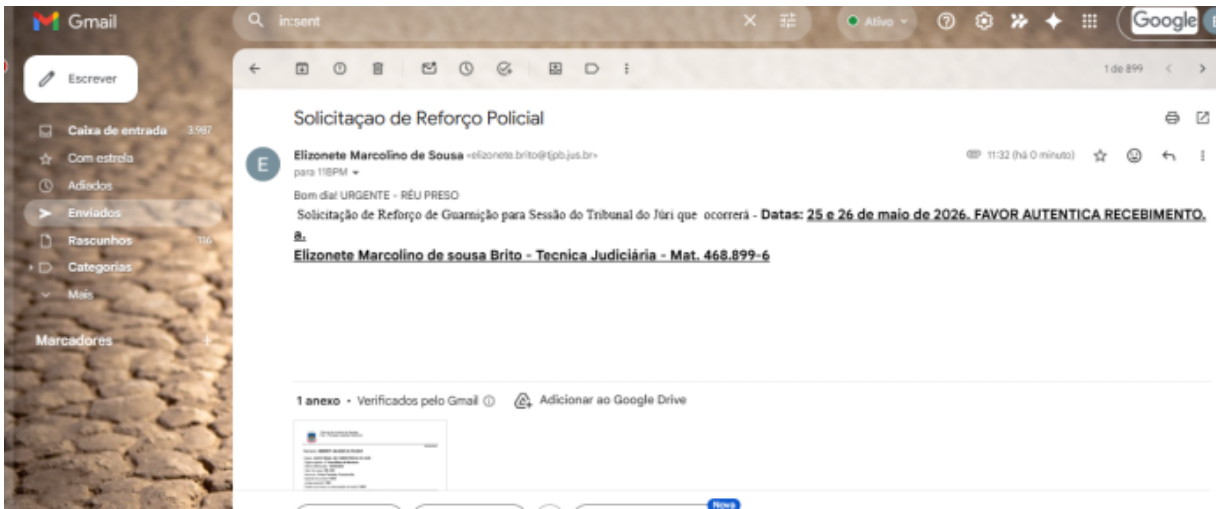 Gmail
in:sent
Ativo
Google
Escrever
1 de 899
Solicitaçao de Reforço Policial
Caixa de entrada 3.987
Com estrela
Adiados
Enviados
Rascunhos 116
Categorias
Mais
Marcadores
E
Elizonete Marcolino de Sousa <elizonete.brito@tjpb.jus.br>
11:32 (há 0 minuto)
para 11BPM
Bom dia! URGENTE - RÉU PRESO
Solicitação de Reforço de Guarnição para Sessão do Tribunal do Júri que ocorrerá - Datas: 25 e 26 de maio de 2026. FAVOR AUTENTICA RECEBIMENTO.
a.
Elizonete Marcolino de sousa Brito - Tecnica Judiciária - Mat. 468.899-6
1 anexo • Verificados pelo Gmail
Adicionar ao Google Drive
Nova